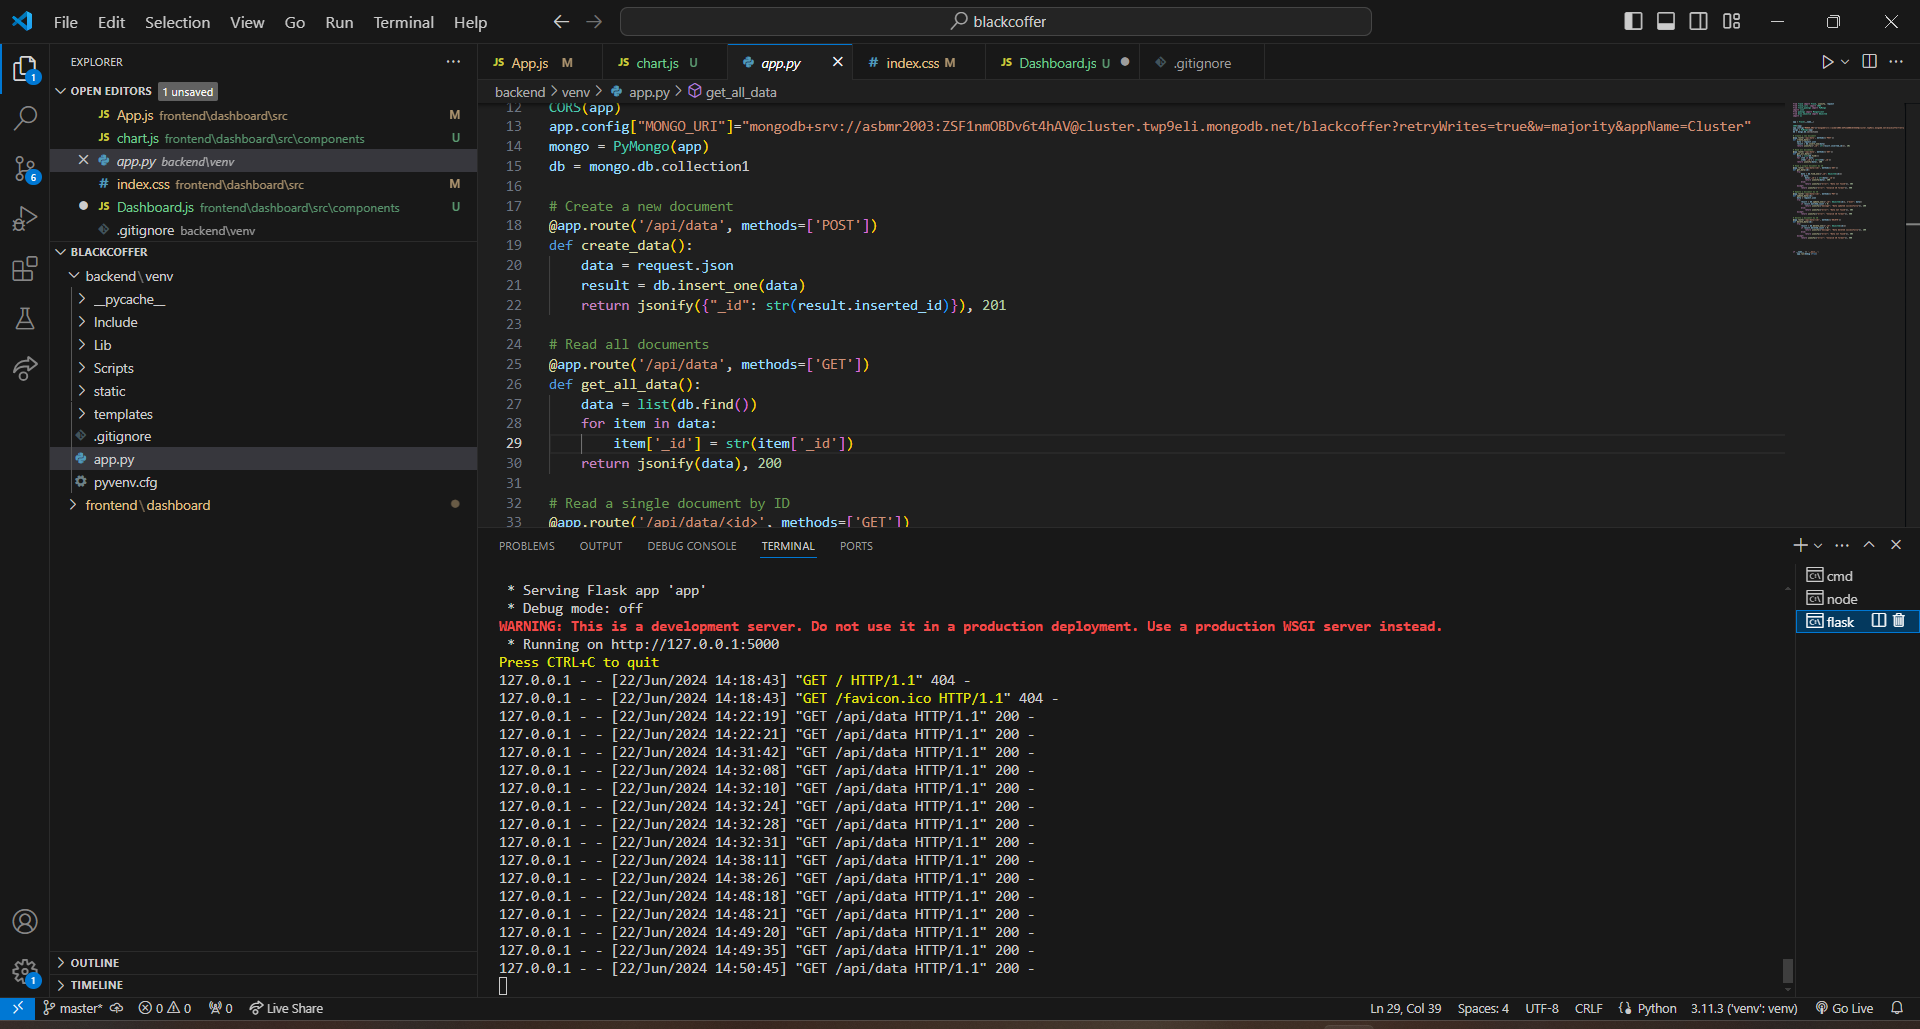 File Edit Selection View Go Run Terminal Help
blackcoffer
EXPLORER
OPEN EDITORS 1 unsaved
JS App.js frontend\dashboard\src M
JS chart.js frontend\dashboard\src\components U
app.py backend\venv
# index.css frontend\dashboard\src M
JS Dashboard.js frontend\dashboard\src\components U
.gitignore backend\venv
BLACKCOFFER
backend\venv
__pycache__
Include
Lib
Scripts
static
templates
.gitignore
app.py
pyvenv.cfg
frontend\dashboard
OUTLINE
TIMELINE
1
6
1
JS App.js M JS chart.js U app.py # index.css M JS Dashboard.js U .gitignore
backend > venv > app.py > get_all_data
12 CORS(app)
13 app.config["MONGO_URI"]="mongodb+srv://asbmr2003:ZSF1nmOBDv6t4hAV@cluster.twp9eli.mongodb.net/blackcoffer?retryWrites=true&w=majority&appName=Cluster"
14 mongo = PyMongo(app)
15 db = mongo.db.collection1
16
17 # Create a new document
18 @app.route('/api/data', methods=['POST'])
19 def create_data():
20 data = request.json
21 result = db.insert_one(data)
22 return jsonify({"_id": str(result.inserted_id)}), 201
23
24 # Read all documents
25 @app.route('/api/data', methods=['GET'])
26 def get_all_data():
27 data = list(db.find())
28 for item in data:
29 item['_id'] = str(item['_id'])
30 return jsonify(data), 200
31
32 # Read a single document by ID
33 @app.route('/api/data/<id>', methods=['GET'])
PROBLEMS OUTPUT DEBUG CONSOLE TERMINAL PORTS
* Serving Flask app 'app'
* Debug mode: off
WARNING: This is a development server. Do not use it in a production deployment. Use a production WSGI server instead.
* Running on http://127.0.0.1:5000
Press CTRL+C to quit
127.0.0.1 - - [22/Jun/2024 14:18:43] "GET / HTTP/1.1" 404 -
127.0.0.1 - - [22/Jun/2024 14:18:43] "GET /favicon.ico HTTP/1.1" 404 -
127.0.0.1 - - [22/Jun/2024 14:22:19] "GET /api/data HTTP/1.1" 200 -
127.0.0.1 - - [22/Jun/2024 14:22:21] "GET /api/data HTTP/1.1" 200 -
127.0.0.1 - - [22/Jun/2024 14:31:42] "GET /api/data HTTP/1.1" 200 -
127.0.0.1 - - [22/Jun/2024 14:32:08] "GET /api/data HTTP/1.1" 200 -
127.0.0.1 - - [22/Jun/2024 14:32:10] "GET /api/data HTTP/1.1" 200 -
127.0.0.1 - - [22/Jun/2024 14:32:24] "GET /api/data HTTP/1.1" 200 -
127.0.0.1 - - [22/Jun/2024 14:32:28] "GET /api/data HTTP/1.1" 200 -
127.0.0.1 - - [22/Jun/2024 14:32:31] "GET /api/data HTTP/1.1" 200 -
127.0.0.1 - - [22/Jun/2024 14:38:11] "GET /api/data HTTP/1.1" 200 -
127.0.0.1 - - [22/Jun/2024 14:38:26] "GET /api/data HTTP/1.1" 200 -
127.0.0.1 - - [22/Jun/2024 14:48:18] "GET /api/data HTTP/1.1" 200 -
127.0.0.1 - - [22/Jun/2024 14:48:21] "GET /api/data HTTP/1.1" 200 -
127.0.0.1 - - [22/Jun/2024 14:49:20] "GET /api/data HTTP/1.1" 200 -
127.0.0.1 - - [22/Jun/2024 14:49:35] "GET /api/data HTTP/1.1" 200 -
127.0.0.1 - - [22/Jun/2024 14:50:45] "GET /api/data HTTP/1.1" 200 -
cmd
node
flask
master* 0 0 0 Live Share Ln 29, Col 39 Spaces: 4 UTF-8 CRLF Python 3.11.3 ('venv': venv) Go Live